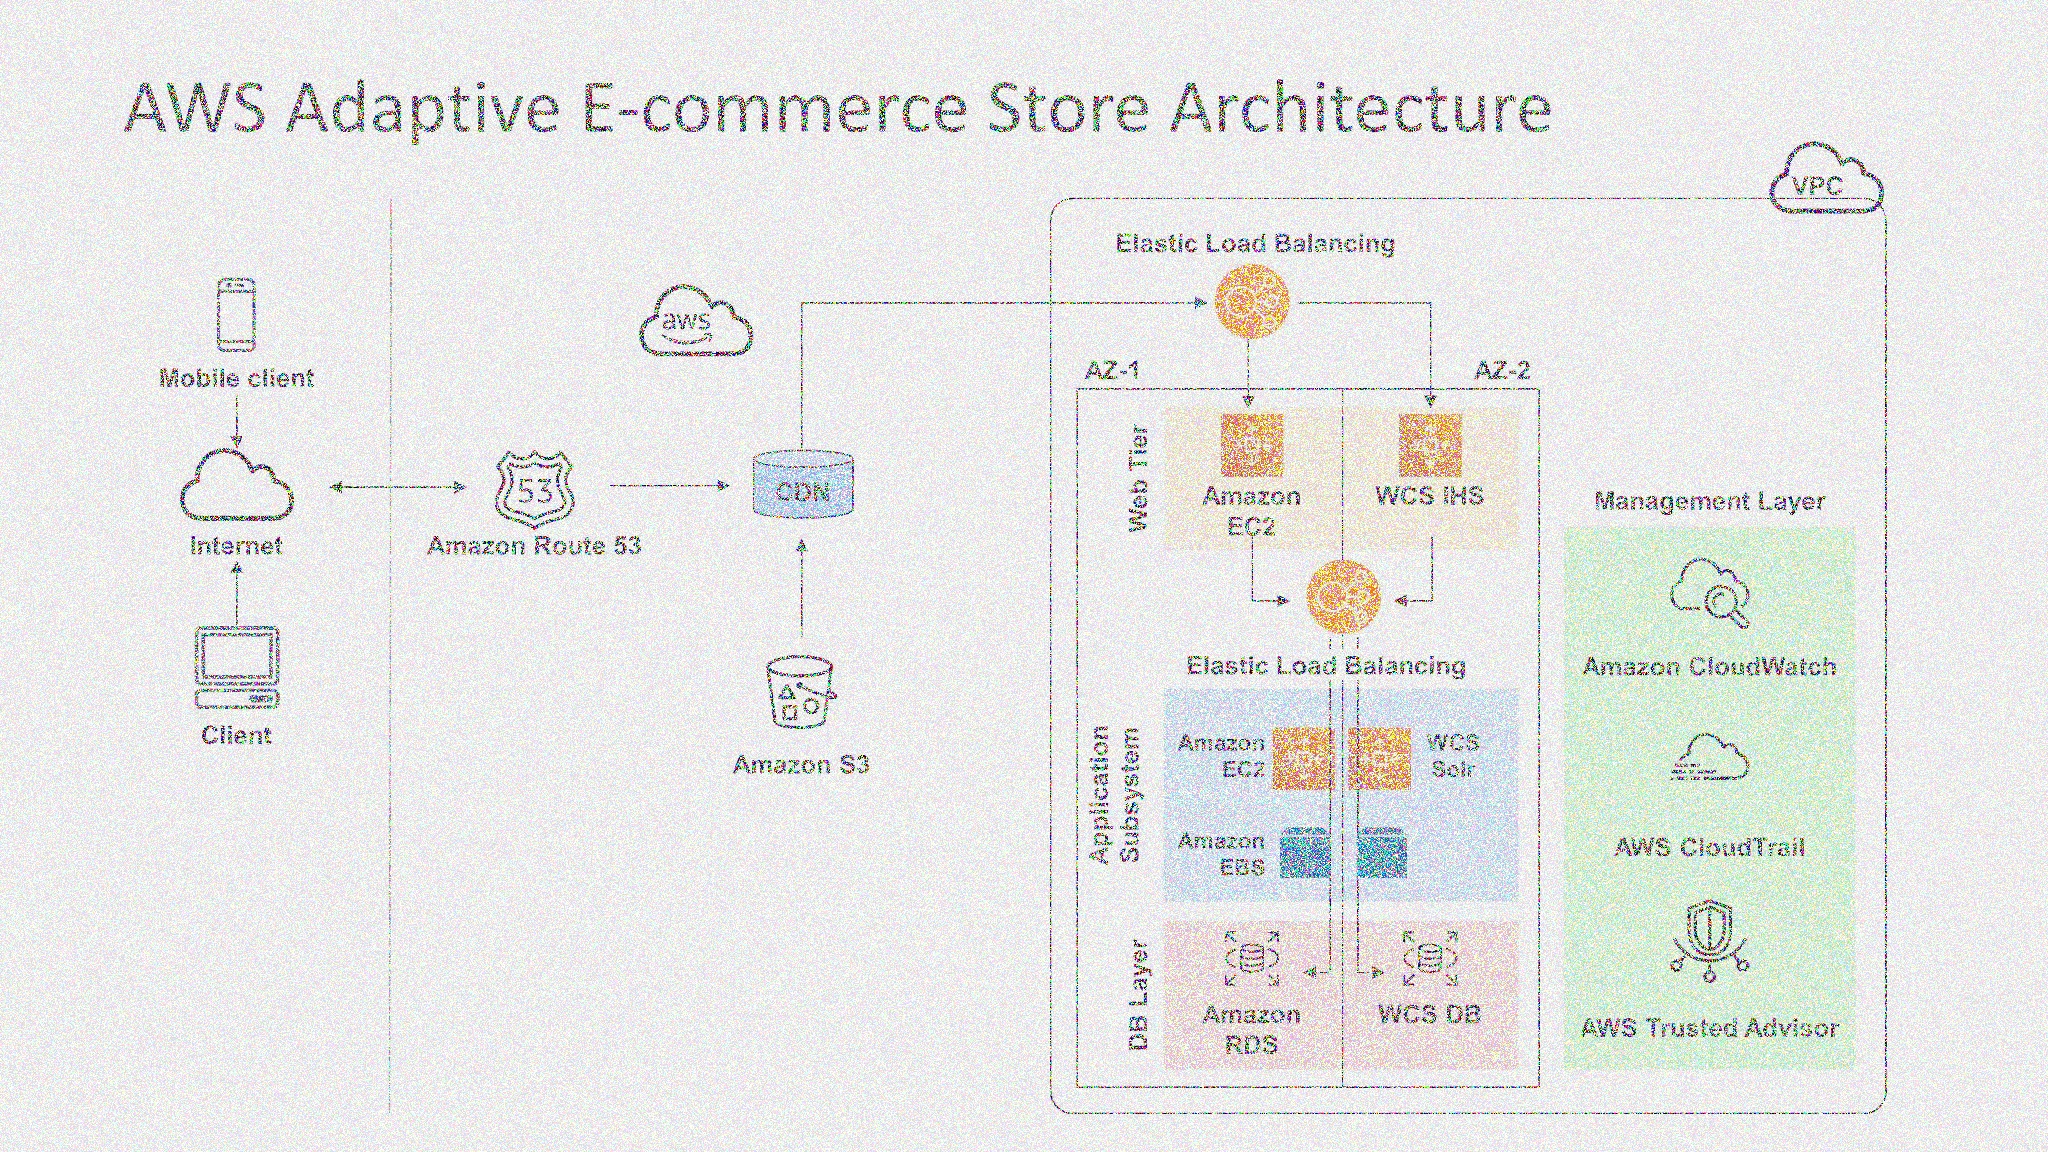 AWS Adaptive E-commerce Store Architecture
VPC
Elastic Load Balancing
aws
Mobile client
AZ-1
AZ-2
Web Tier
53
CDN
Amazon
EC2
WCS IHS
Management Layer
Internet
Amazon Route 53
Elastic Load Balancing
Amazon CloudWatch
Client
Amazon S3
Application
Subsystem
Amazon
EC2
WCS
Solr
Amazon
EBS
AWS CloudTrail
DB Layer
Amazon
RDS
WCS DB
AWS Trusted Advisor